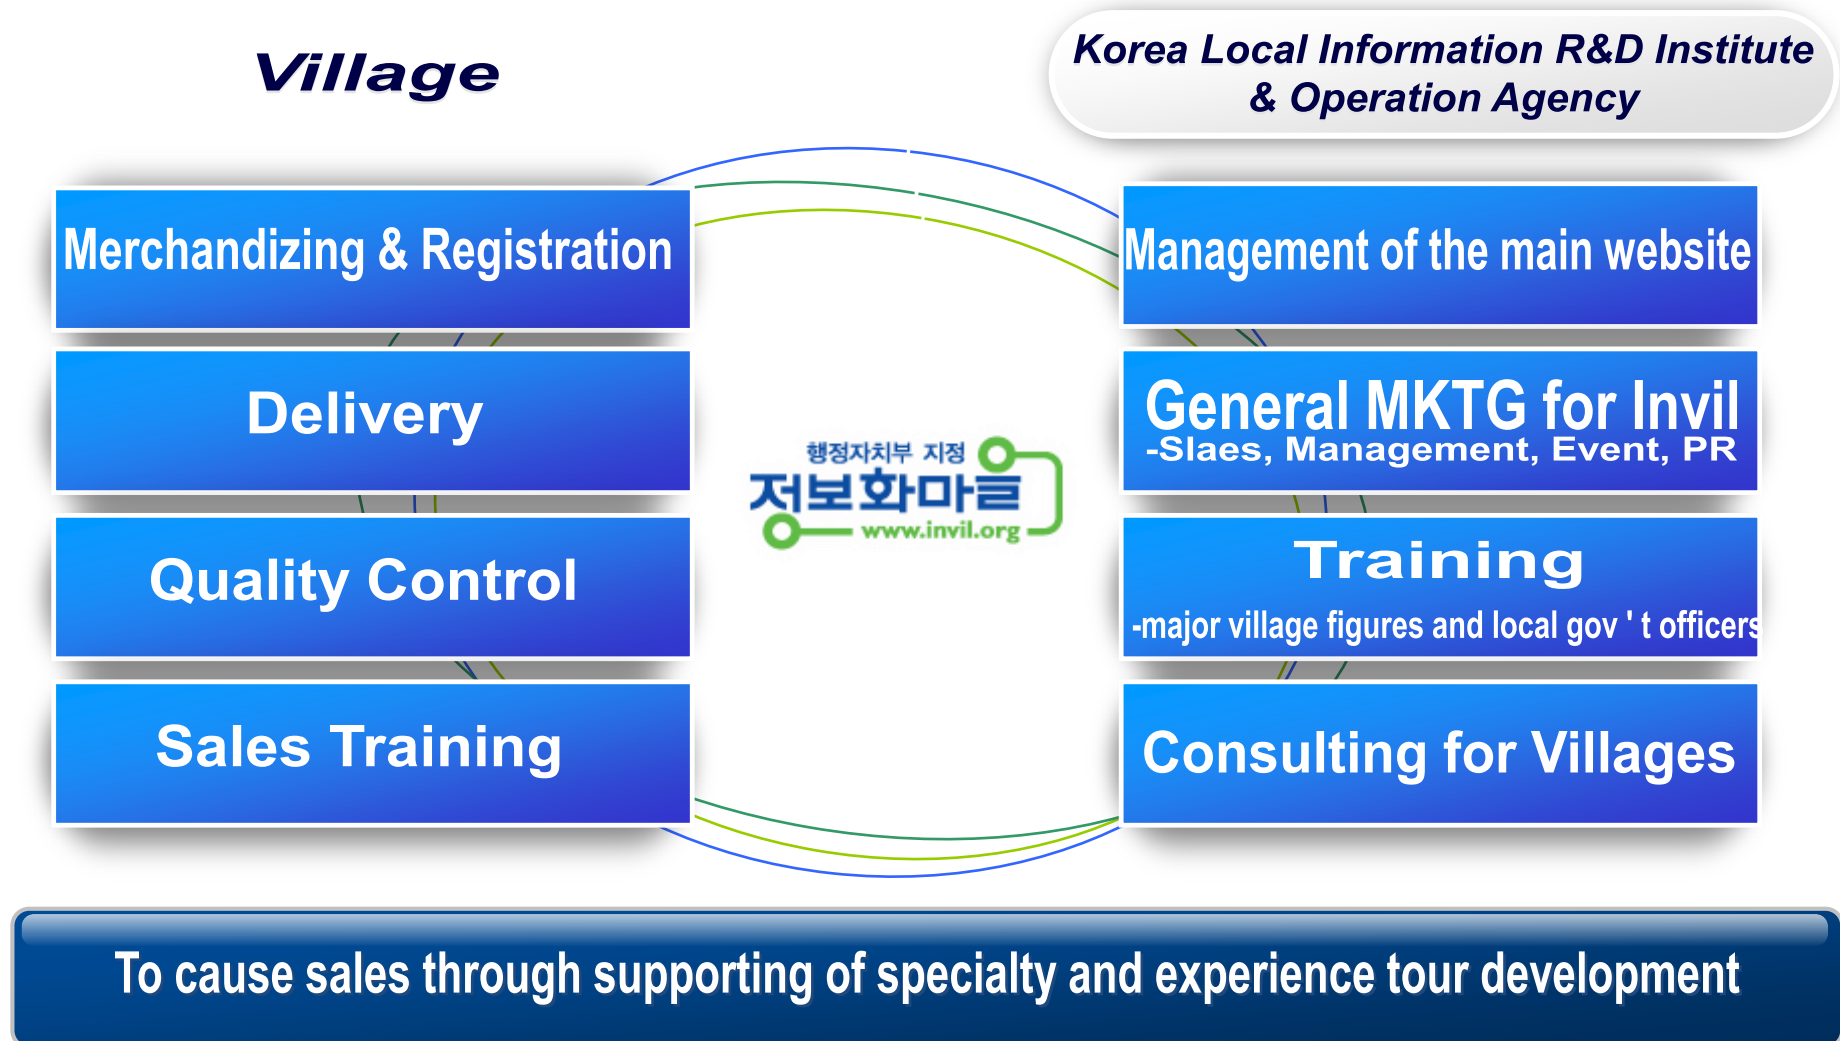 Village
Korea Local Information R&D Institute
& Operation Agency
Merchandizing & Registration
Delivery
Quality Control
Sales Training
행정자치부 지정
정보화마을
www.invil.org
Management of the main website
General MKTG for Invil
-Slaes, Management, Event, PR
Training
-major village figures and local gov ' t officers
Consulting for Villages
To cause sales through supporting of specialty and experience tour development